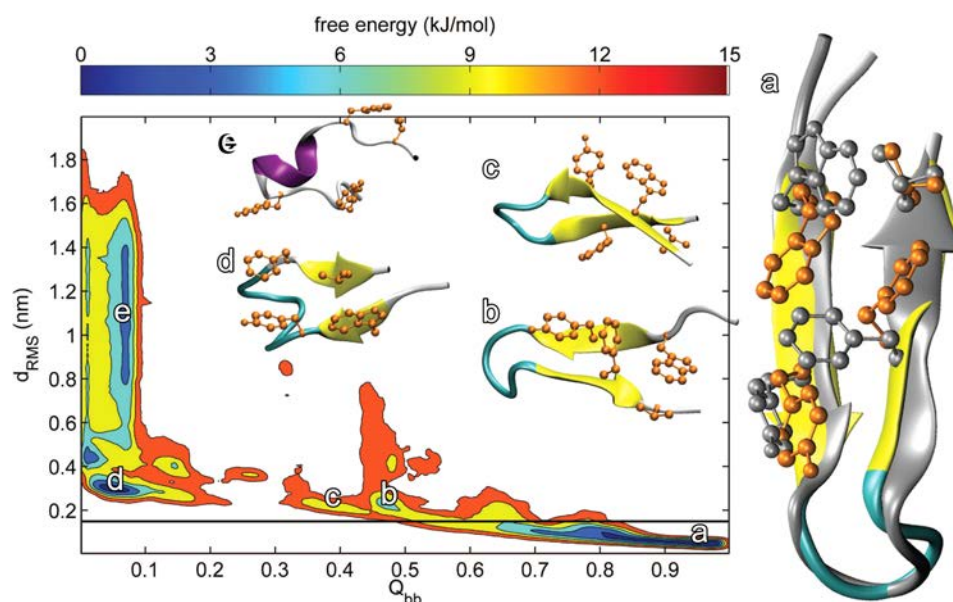 free energy (kJ/mol)
0 3 6 9 12 15
a
e
c
d
b
1.8
1.6
1.4
1.2
1
0.8
0.6
0.4
0.2
d_RMS (nm)
e
d
c
b
a
0.1 0.2 0.3 0.4 0.5 0.6 0.7 0.8 0.9
Q_bb